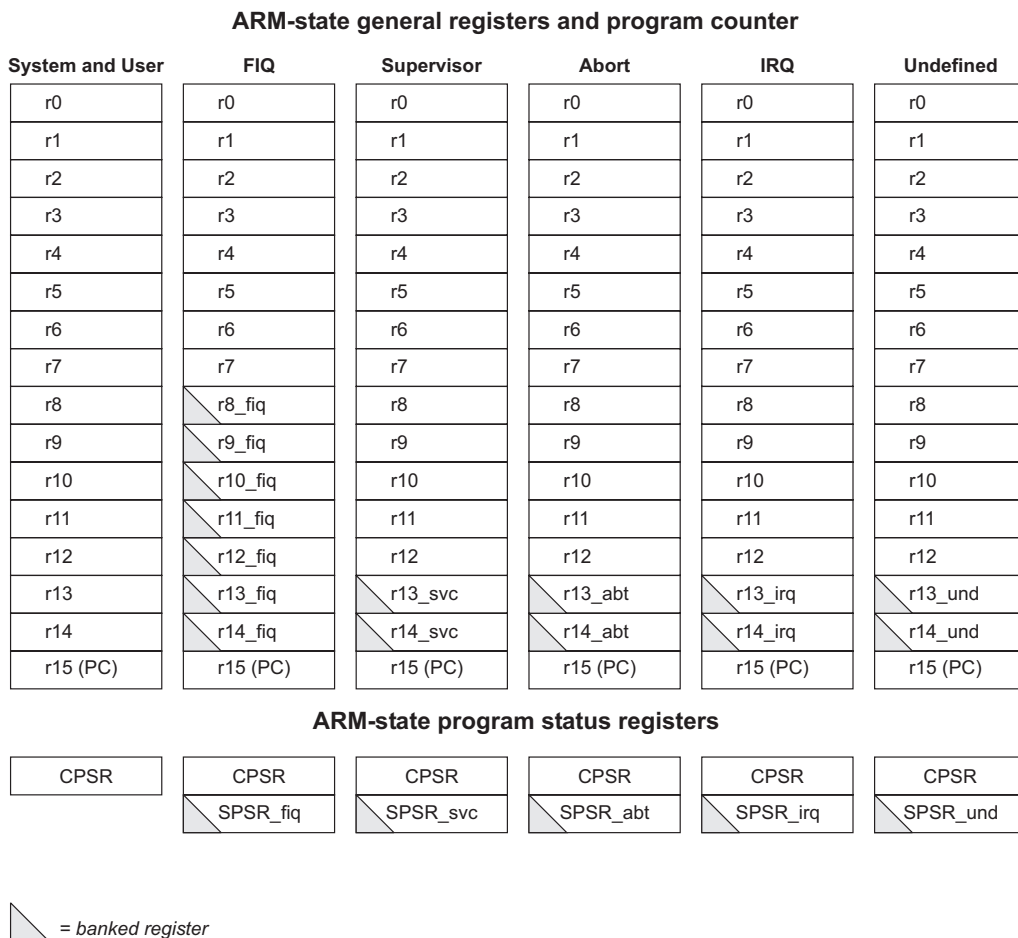 ARM-state general registers and program counter
System and User FIQ Supervisor Abort IRQ Undefined
r0 r0 r0 r0 r0 r0
r1 r1 r1 r1 r1 r1
r2 r2 r2 r2 r2 r2
r3 r3 r3 r3 r3 r3
r4 r4 r4 r4 r4 r4
r5 r5 r5 r5 r5 r5
r6 r6 r6 r6 r6 r6
r7 r7 r7 r7 r7 r7
r8 r8_fiq r8 r8 r8 r8
r9 r9_fiq r9 r9 r9 r9
r10 r10_fiq r10 r10 r10 r10
r11 r11_fiq r11 r11 r11 r11
r12 r12_fiq r12 r12 r12 r12
r13 r13_fiq r13_svc r13_abt r13_irq r13_und
r14 r14_fiq r14_svc r14_abt r14_irq r14_und
r15 (PC) r15 (PC) r15 (PC) r15 (PC) r15 (PC) r15 (PC)
ARM-state program status registers
CPSR CPSR CPSR CPSR CPSR CPSR
SPSR_fiq SPSR_svc SPSR_abt SPSR_irq SPSR_und
= banked register